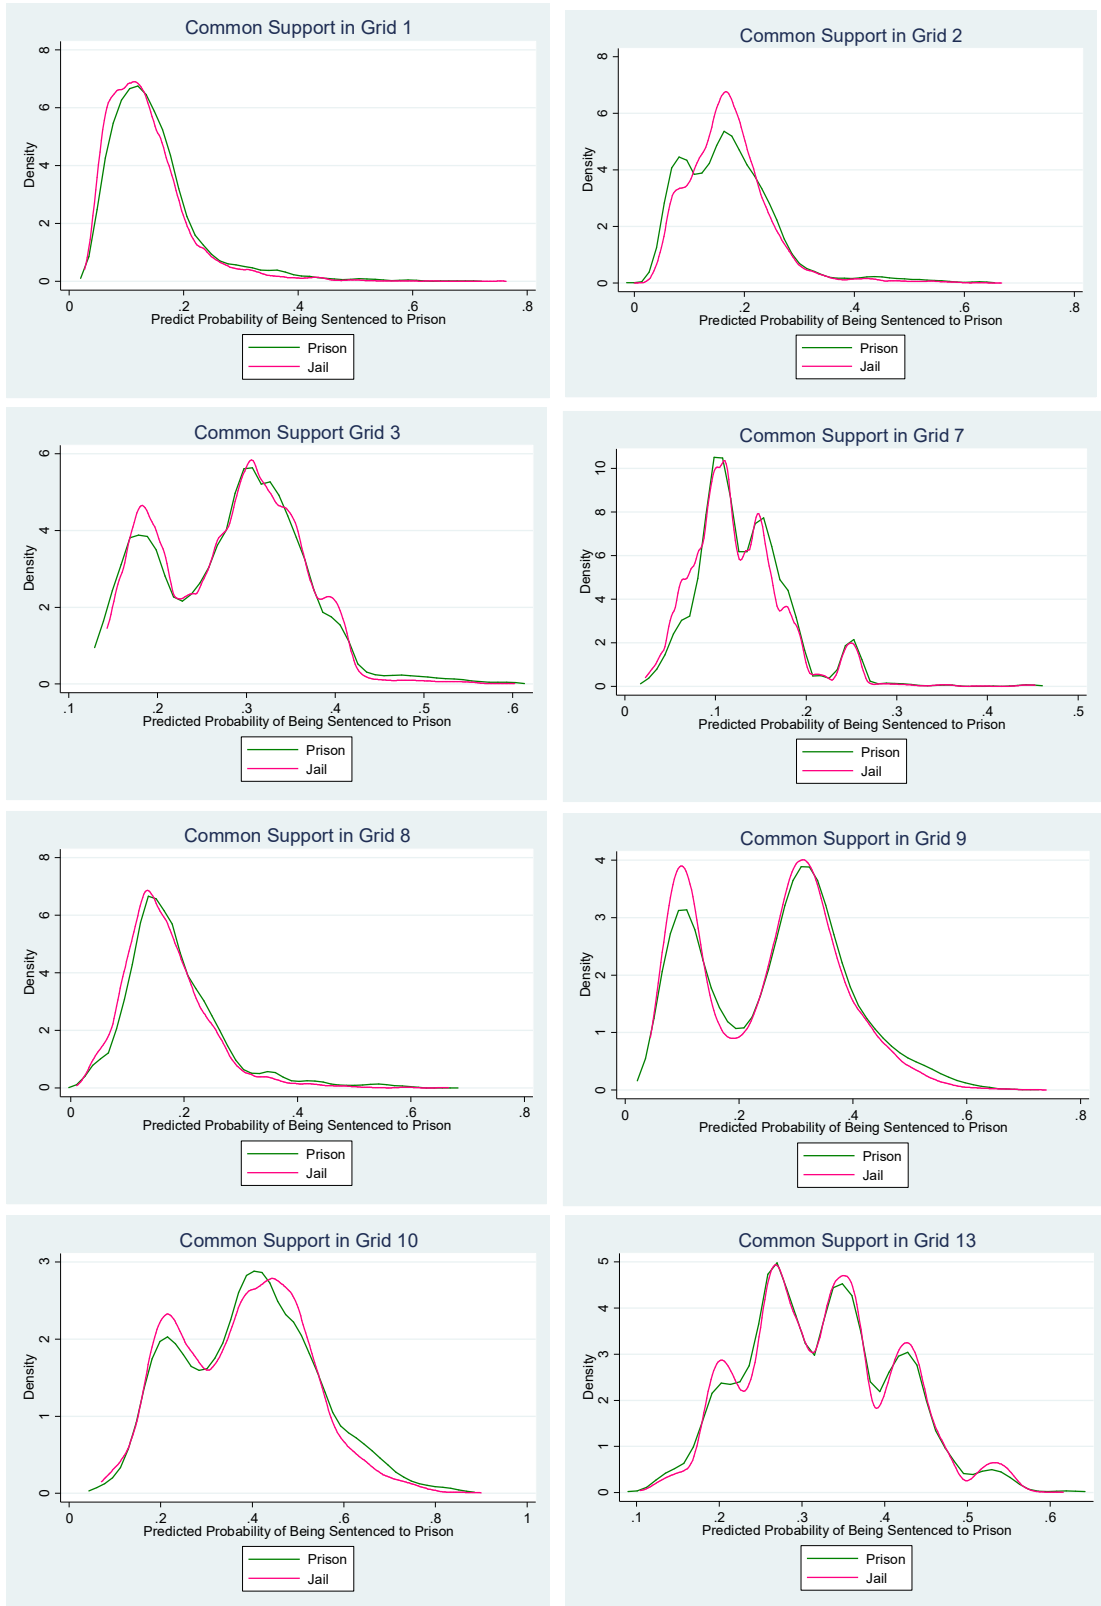 Common Support in Grid 1
Density
8
6
4
2
0
0 .2 .4 .6 .8
Predict Probability of Being Sentenced to Prison
Prison
Jail
Common Support in Grid 2
Density
8
6
4
2
0
0 .2 .4 .6 .8
Predicted Probability of Being Sentenced to Prison
Prison
Jail
Common Support Grid 3
Density
6
4
2
0
.1 .2 .3 .4 .5 .6
Predicted Probability of Being Sentenced to Prison
Prison
Jail
Common Support in Grid 7
Density
10
8
6
4
2
0
0 .1 .2 .3 .4 .5
Predicted Probability of Being Sentenced to Prison
Prison
Jail
Common Support in Grid 8
Density
8
6
4
2
0
0 .2 .4 .6 .8
Predicted Probability of Being Sentenced to Prison
Prison
Jail
Common Support in Grid 9
Density
4
3
2
1
0
0 .2 .4 .6 .8
Predicted Probability of Being Sentenced to Prison
Prison
Jail
Common Support in Grid 10
Density
3
2
1
0
0 .2 .4 .6 .8 1
Predicted Probability of Being Sentenced to Prison
Prison
Jail
Common Support in Grid 13
Density
5
4
3
2
1
0
.1 .2 .3 .4 .5 .6
Predicted Probability of Being Sentenced to Prison
Prison
Jail